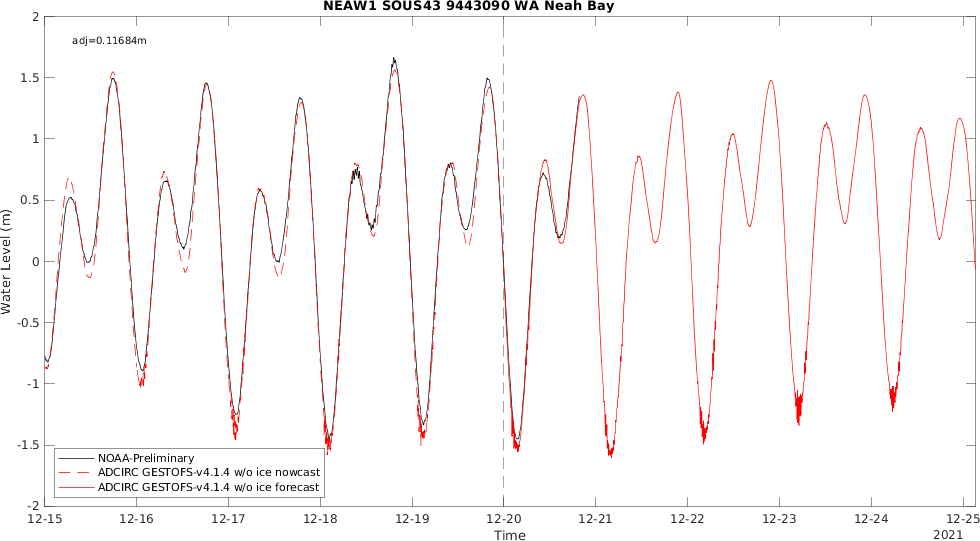 NEAW1 SOUS43 9443090 WA Neah Bay
adj=0.11684m
2
1.5
1
0.5
0
-0.5
-1
-1.5
-2
Water Level (m)
NOAA-Preliminary
ADCIRC GESTOFS-v4.1.4 w/o ice nowcast
ADCIRC GESTOFS-v4.1.4 w/o ice forecast
12-15 12-16 12-17 12-18 12-19 12-20 12-21 12-22 12-23 12-24 12-25
Time
2021